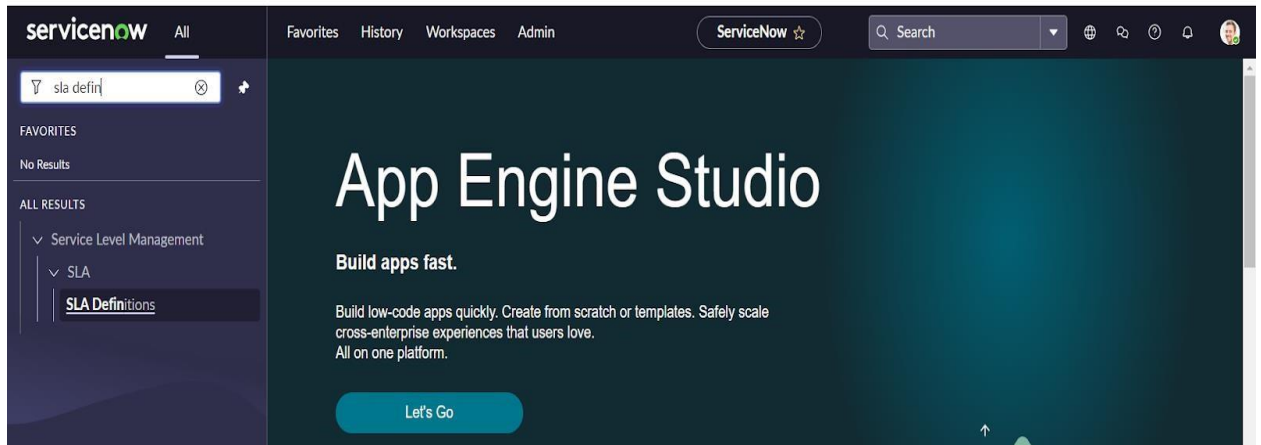 servicenow All Favorites History Workspaces Admin ServiceNow Search
sla defin
FAVORITES
No Results
ALL RESULTS
Service Level Management
SLA
SLA Definitions
App Engine Studio
Build apps fast.
Build low-code apps quickly. Create from scratch or templates. Safely scale
cross-enterprise experiences that users love.
All on one platform.
Let's Go